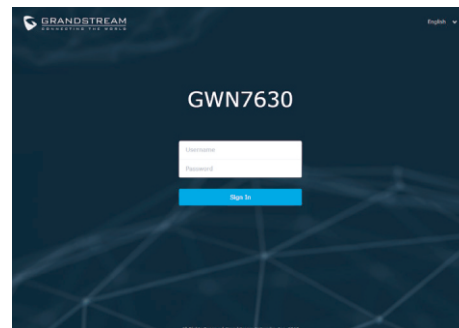 GRANDSTREAM
CONNECTING THE WORLD
English
GWN7630
Username
Password
Sign In